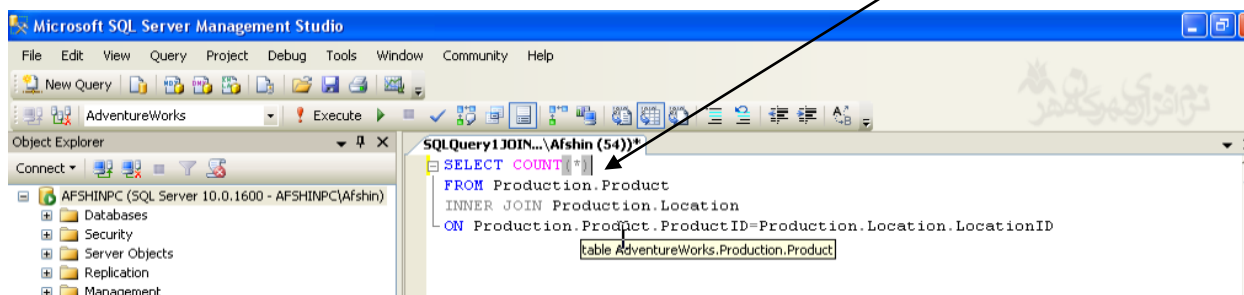 Microsoft SQL Server Management Studio
File Edit View Query Project Debug Tools Window Community Help
New Query
AdventureWorks Execute
Object Explorer
SQLQuery1JOIN...\Afshin (54))*
Connect
AFSHINPC (SQL Server 10.0.1600 - AFSHINPC\Afshin)
Databases
Security
Server Objects
Replication
Management
SELECT COUNT(*)
FROM Production.Product
INNER JOIN Production.Location
ON Production.Product.ProductID=Production.Location.LocationID
table AdventureWorks.Production.Product